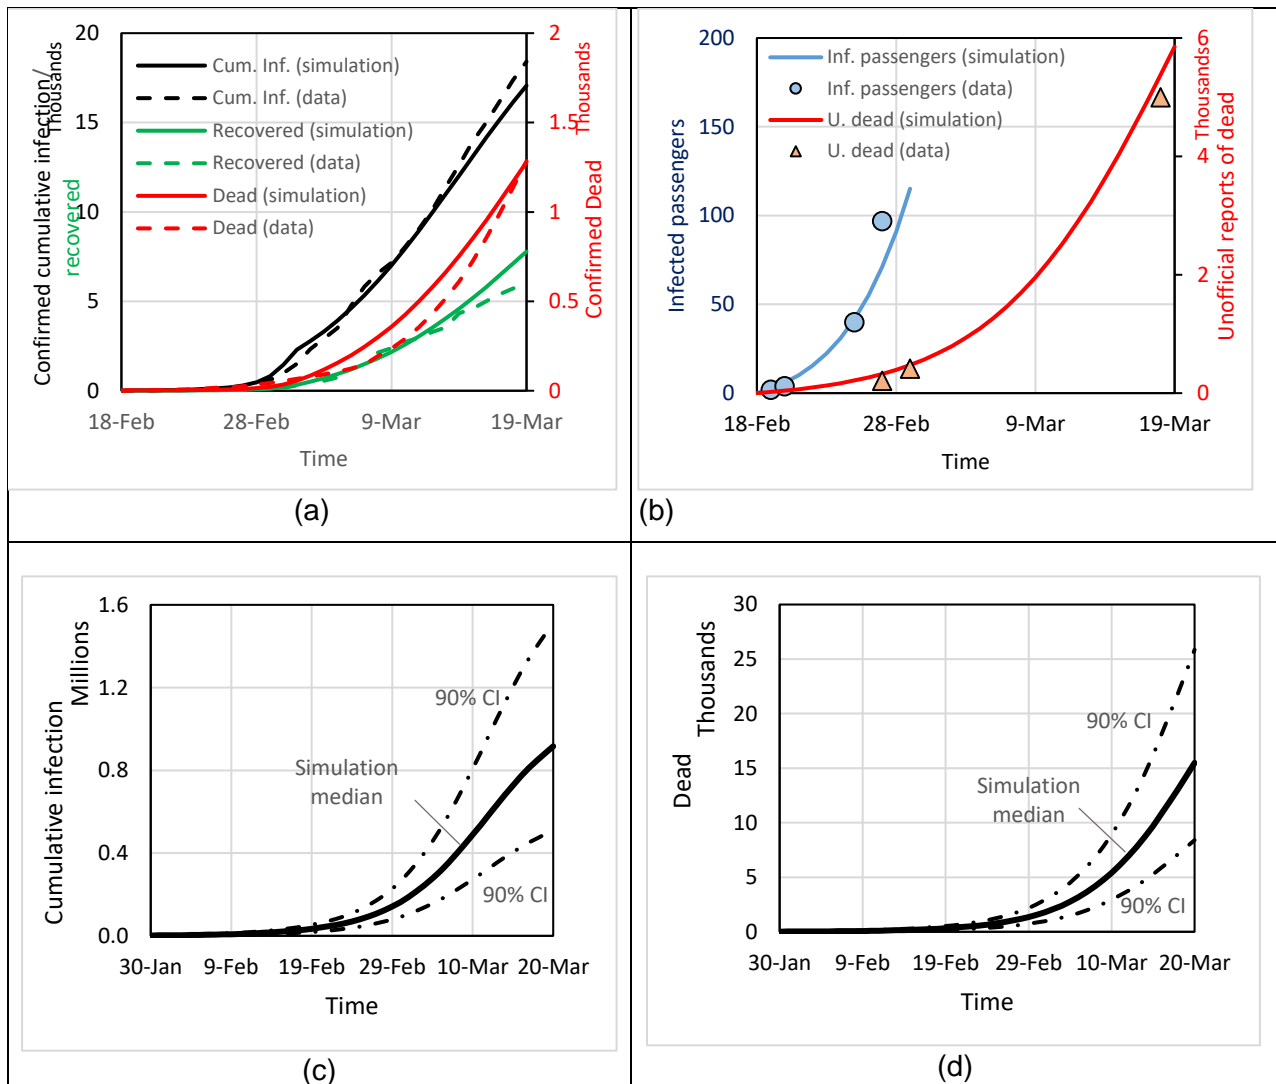 Confirmed cumulative infection/
recovered
Thousands
20
15
10
5
0
Cum. Inf. (simulation)
Cum. Inf. (data)
Recovered (simulation)
Recovered (data)
Dead (simulation)
Dead (data)
2
1.5
1
0.5
0
Thousands
Confirmed Dead
18-Feb
28-Feb
9-Mar
19-Mar
Time
(a)
Infected passengers
200
150
100
50
0
Inf. passengers (simulation)
Inf. passengers (data)
U. dead (simulation)
U. dead (data)
6
4
2
0
Thousands
Unofficial reports of dead
18-Feb
28-Feb
9-Mar
19-Mar
Time
(b)
Cumulative infection
Millions
1.6
1.2
0.8
0.4
0.0
90% CI
Simulation
median
90% CI
30-Jan
9-Feb
19-Feb
29-Feb
10-Mar
20-Mar
Time
(c)
Dead
Thousands
30
25
20
15
10
5
0
90% CI
Simulation
median
90% CI
30-Jan
9-Feb
19-Feb
29-Feb
10-Mar
20-Mar
Time
(d)